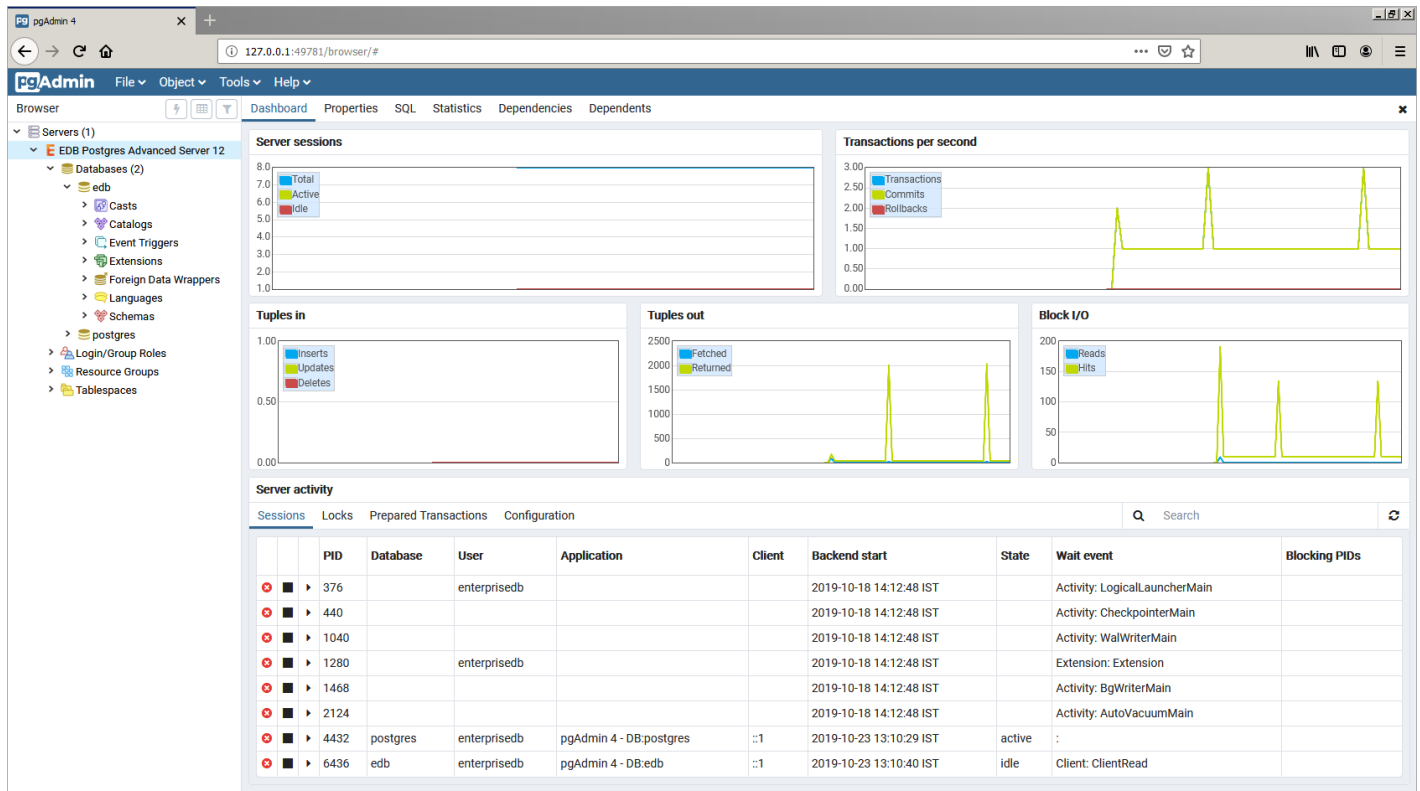 pgAdmin 4
127.0.0.1:49781/browser/#
pgAdmin File Object Tools Help
Browser
Dashboard Properties SQL Statistics Dependencies Dependents
Servers (1)
EDB Postgres Advanced Server 12
Databases (2)
edb
Casts
Catalogs
Event Triggers
Extensions
Foreign Data Wrappers
Languages
Schemas
postgres
Login/Group Roles
Resource Groups
Tablespaces
Server sessions
8.0
7.0
6.0
5.0
4.0
3.0
2.0
1.0
Total
Active
Idle
Transactions per second
3.00
2.50
2.00
1.50
1.00
0.50
0.00
Transactions
Commits
Rollbacks
Tuples in
1.00
0.50
0.00
Inserts
Updates
Deletes
Tuples out
2500
2000
1500
1000
500
0
Fetched
Returned
Block I/O
200
150
100
50
0
Reads
Hits
Server activity
Sessions Locks Prepared Transactions Configuration Search
PID Database User Application Client Backend start State Wait event Blocking PIDs
376 enterprisedb 2019-10-18 14:12:48 IST Activity: LogicalLauncherMain
440 2019-10-18 14:12:48 IST Activity: CheckpointerMain
1040 2019-10-18 14:12:48 IST Activity: WalWriterMain
1280 enterprisedb 2019-10-18 14:12:48 IST Extension: Extension
1468 2019-10-18 14:12:48 IST Activity: BgWriterMain
2124 2019-10-18 14:12:48 IST Activity: AutoVacuumMain
4432 postgres enterprisedb pgAdmin 4 - DB:postgres ::1 2019-10-23 13:10:29 IST active :
6436 edb enterprisedb pgAdmin 4 - DB:edb ::1 2019-10-23 13:10:40 IST idle Client: ClientRead